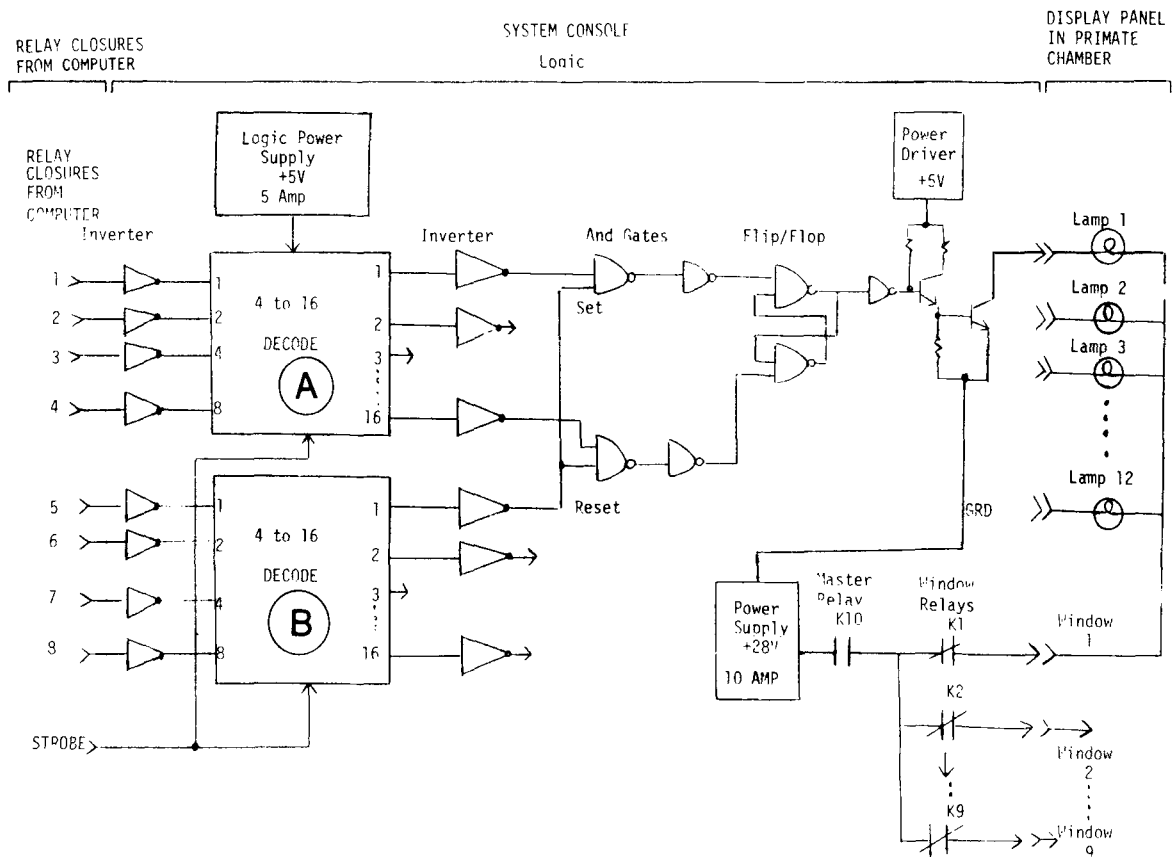 RELAY CLOSURES
FROM COMPUTER
SYSTEM CONSOLE
Logic
DISPLAY PANEL
IN PRIMATE
CHAMBER
RELAY
CLOSURES
FROM
COMPUTER
Logic Power
Supply
+5V
5 Amp
Power
Driver
+5V
Inverter
Inverter
And Gates
Flip/Flop
Lamp 1
Lamp 2
Lamp 3
Lamp 12
1
2
3
4
1
2
4
8
4 to 16
DECODE
A
1
2
3
16
Set
Reset
5
6
7
8
1
2
4
8
4 to 16
DECODE
B
1
2
3
16
STROBE
GRD
Power
Supply
+28V
10 AMP
Master
Relay
K10
Window
Relays
K1
Window
1
K2
Window
2
K9
Window
9